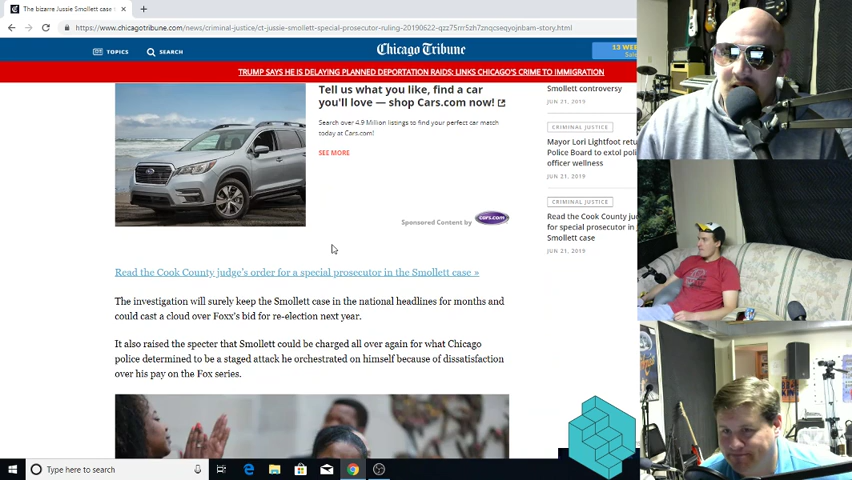 The bizarre Jussie Smollett case
https://www.chicagotribune.com/news/criminal-justice/ct-jussie-smollett-special-prosecutor-ruling-20190622-qzz75rrr5zh7znqcseqyojnbam-story.html
TOPICS
SEARCH
Chicago Tribune
13 WEE
TRUMP SAYS HE IS DELAYING PLANNED DEPORTATION RAIDS; LINKS CHICAGO'S CRIME TO IMMIGRATION
Tell us what you like, find a car
you'll love — shop Cars.com now!
Search over 4.9 Million listings to find your perfect car match
today at Cars.com!
SEE MORE
Sponsored Content by
cars.com
Smollett controversy
JUN 21, 2019
CRIMINAL JUSTICE
Mayor Lori Lightfoot retu
Police Board to extol poli
officer wellness
JUN 21, 2019
CRIMINAL JUSTICE
Read the Cook County jud
for special prosecutor in J
Smollett case
JUN 21, 2019
Read the Cook County judge's order for a special prosecutor in the Smollett case »
The investigation will surely keep the Smollett case in the national headlines for months and
could cast a cloud over Foxx's bid for re-election next year.
It also raised the specter that Smollett could be charged all over again for what Chicago
police determined to be a staged attack he orchestrated on himself because of dissatisfaction
over his pay on the Fox series.
Type here to search